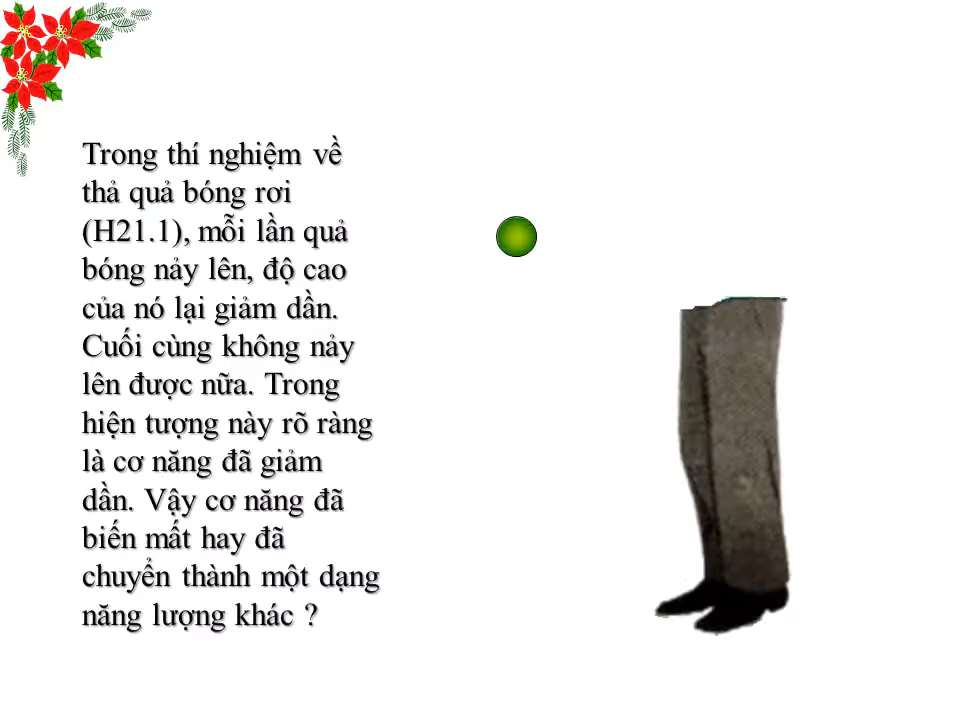 Trong thí nghiệm về
thả quả bóng rơi
(H21.1), mỗi lần quả
bóng nảy lên, độ cao
của nó lại giảm dần.
Cuối cùng không nảy
lên được nữa. Trong
hiện tượng này rõ ràng
là cơ năng đã giảm
dần. Vậy cơ năng đã
biến mất hay đã
chuyển thành một dạng
năng lượng khác ?